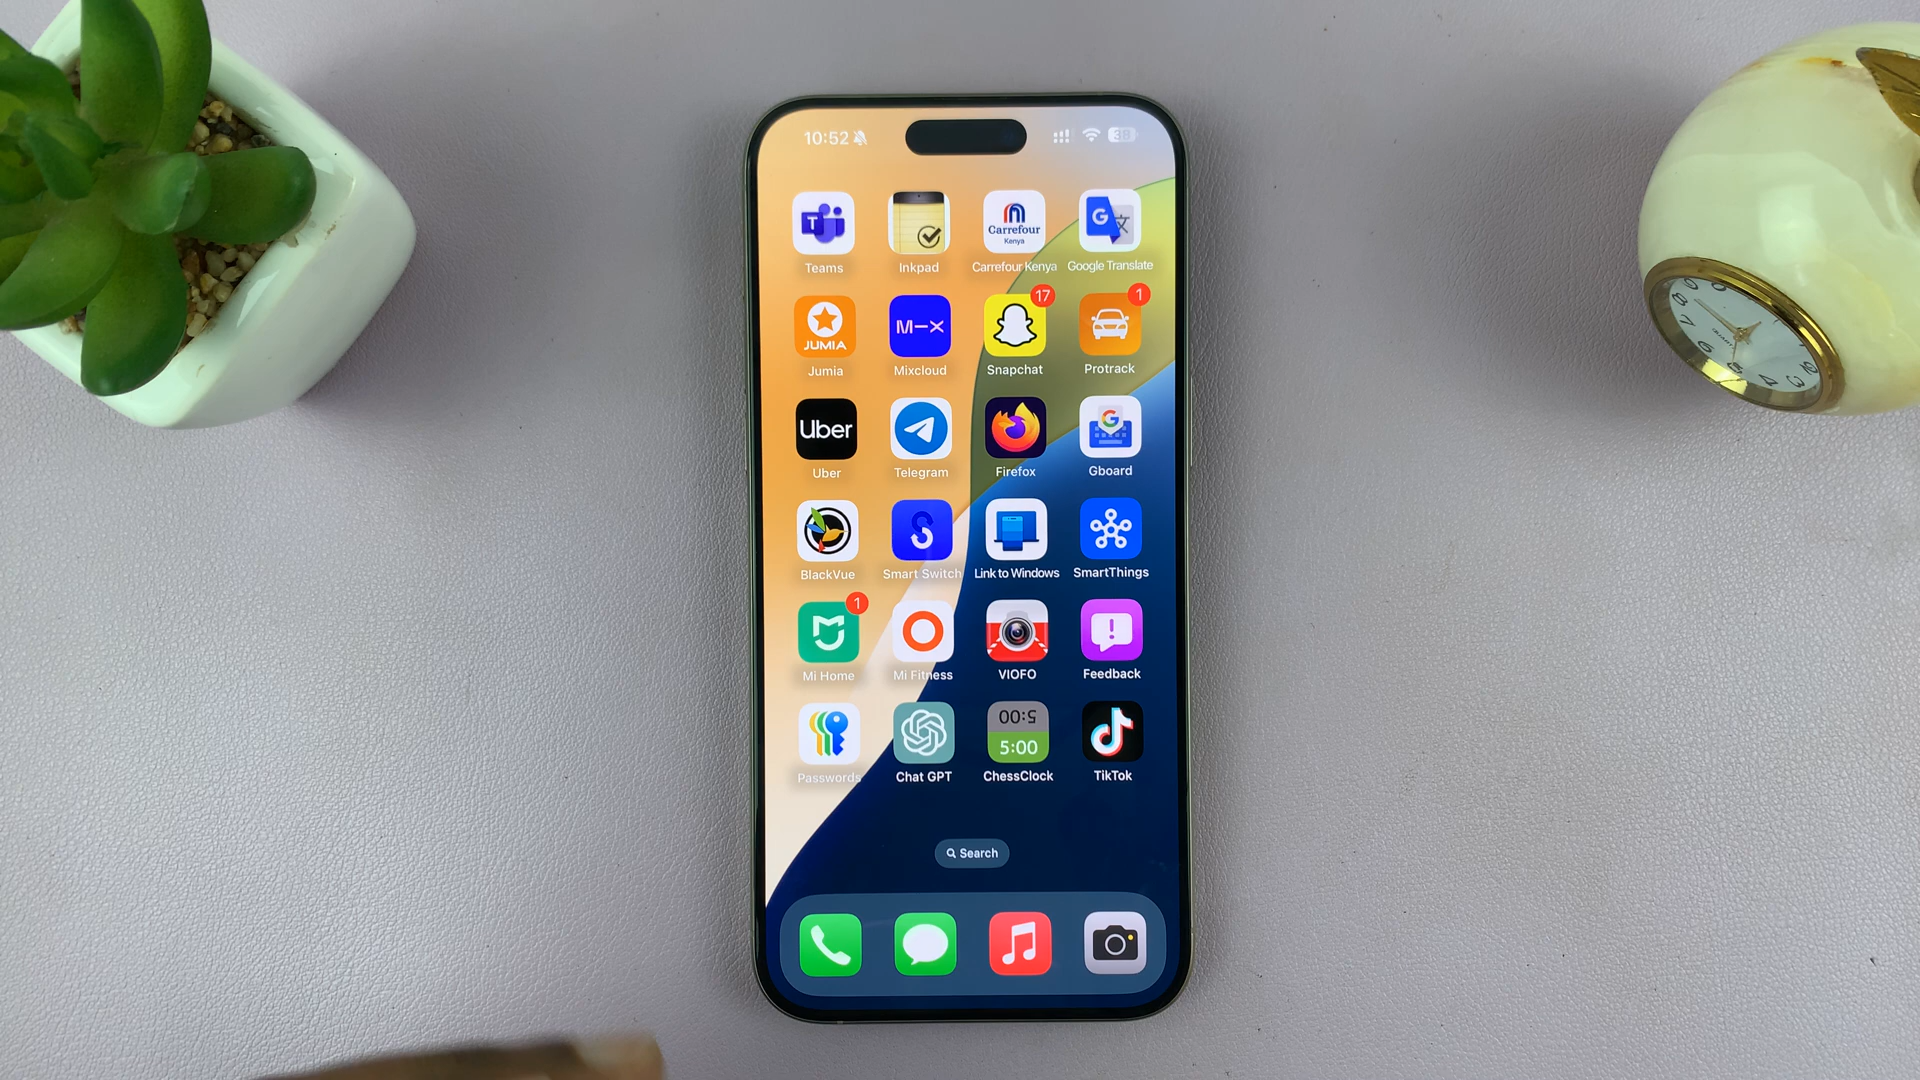 10:52
38
Teams
Inkpad
Carrefour
Kenya
Carrefour Kenya
Google Translate
JUMIA
M-X
17
1
Jumia
Mixcloud
Snapchat
Protrack
Uber
Uber
Telegram
Firefox
Gboard
BlackVue
Smart Switch
Link to Windows
SmartThings
1
Mi Home
Mi Fitness
VIOFO
Feedback
5:00
5:00
Passwords
Chat GPT
ChessClock
TikTok
Search